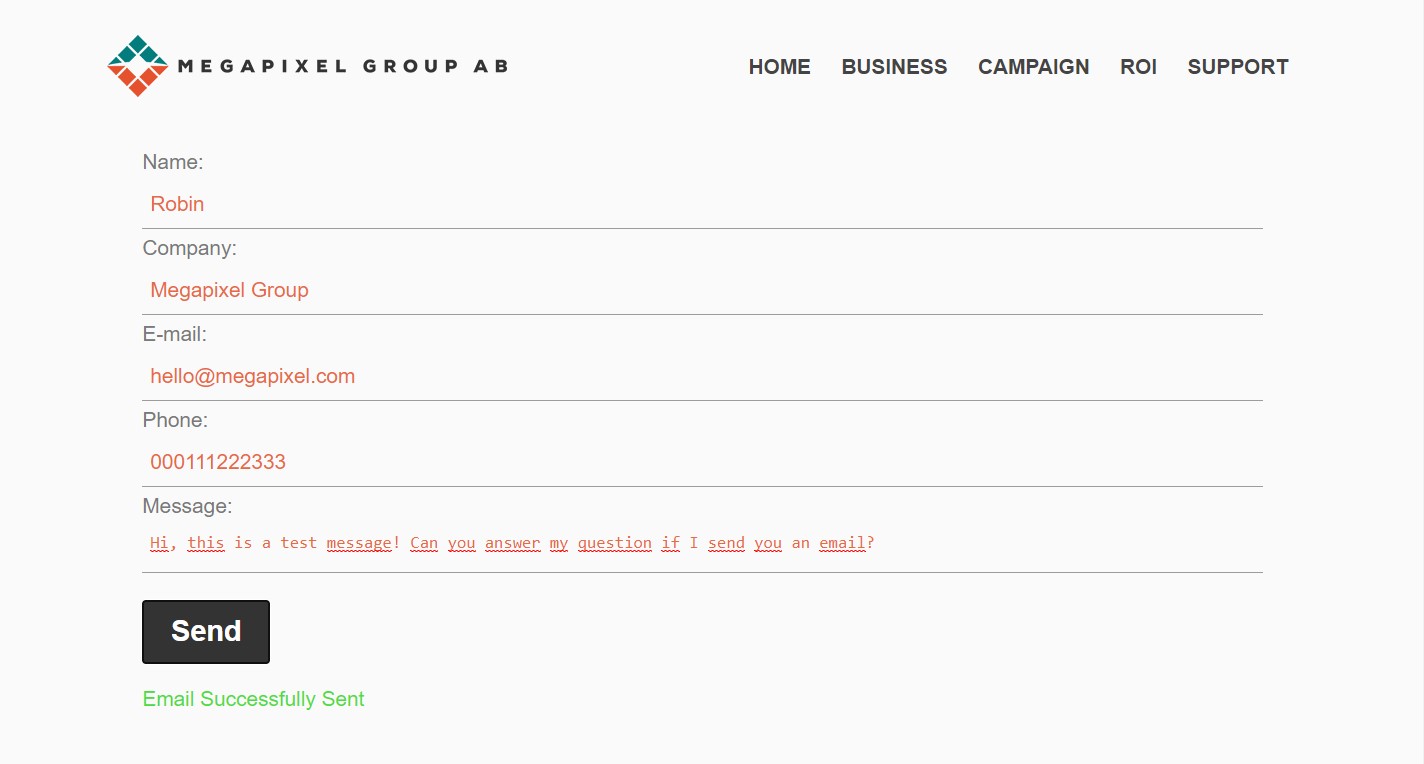 MEGAPIXEL GROUP AB
HOME BUSINESS CAMPAIGN ROI SUPPORT
Name:
Robin
Company:
Megapixel Group
E-mail:
hello@megapixel.com
Phone:
000111222333
Message:
Hi, this is a test message! Can you answer my question if I send you an email?
Send
Email Successfully Sent